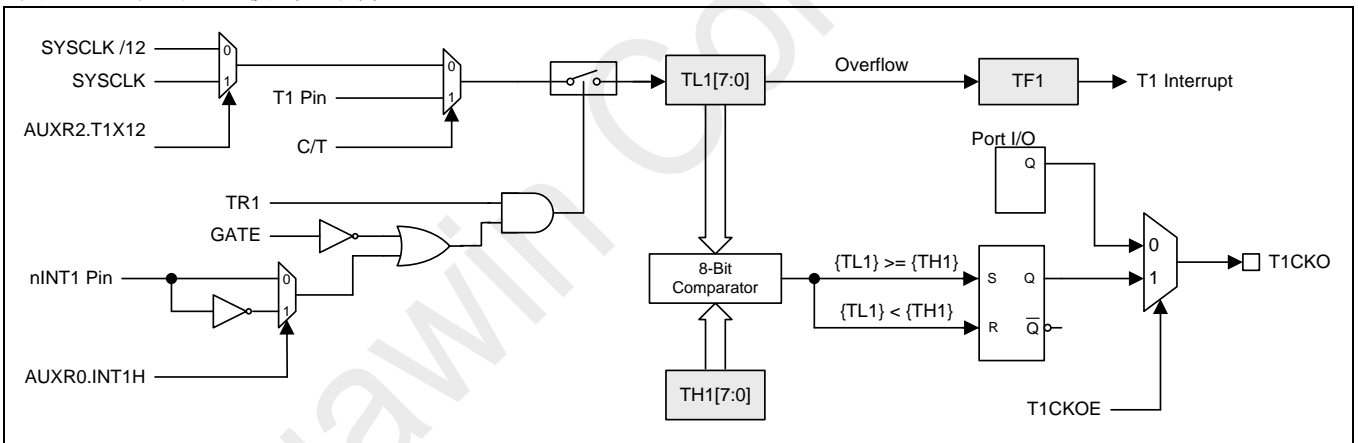 SYSCLK /12
SYSCLK
0
1
AUXR2.T1X12
T1 Pin
0
1
C/T
TL1[7:0]
Overflow
TF1
T1 Interrupt
TR1
GATE
nINT1 Pin
0
1
AUXR0.INT1H
8-Bit
Comparator
TH1[7:0]
{TL1} >= {TH1}
{TL1} < {TH1}
S Q
R Q
Port I/O
Q
0
1
T1CKO
T1CKOE